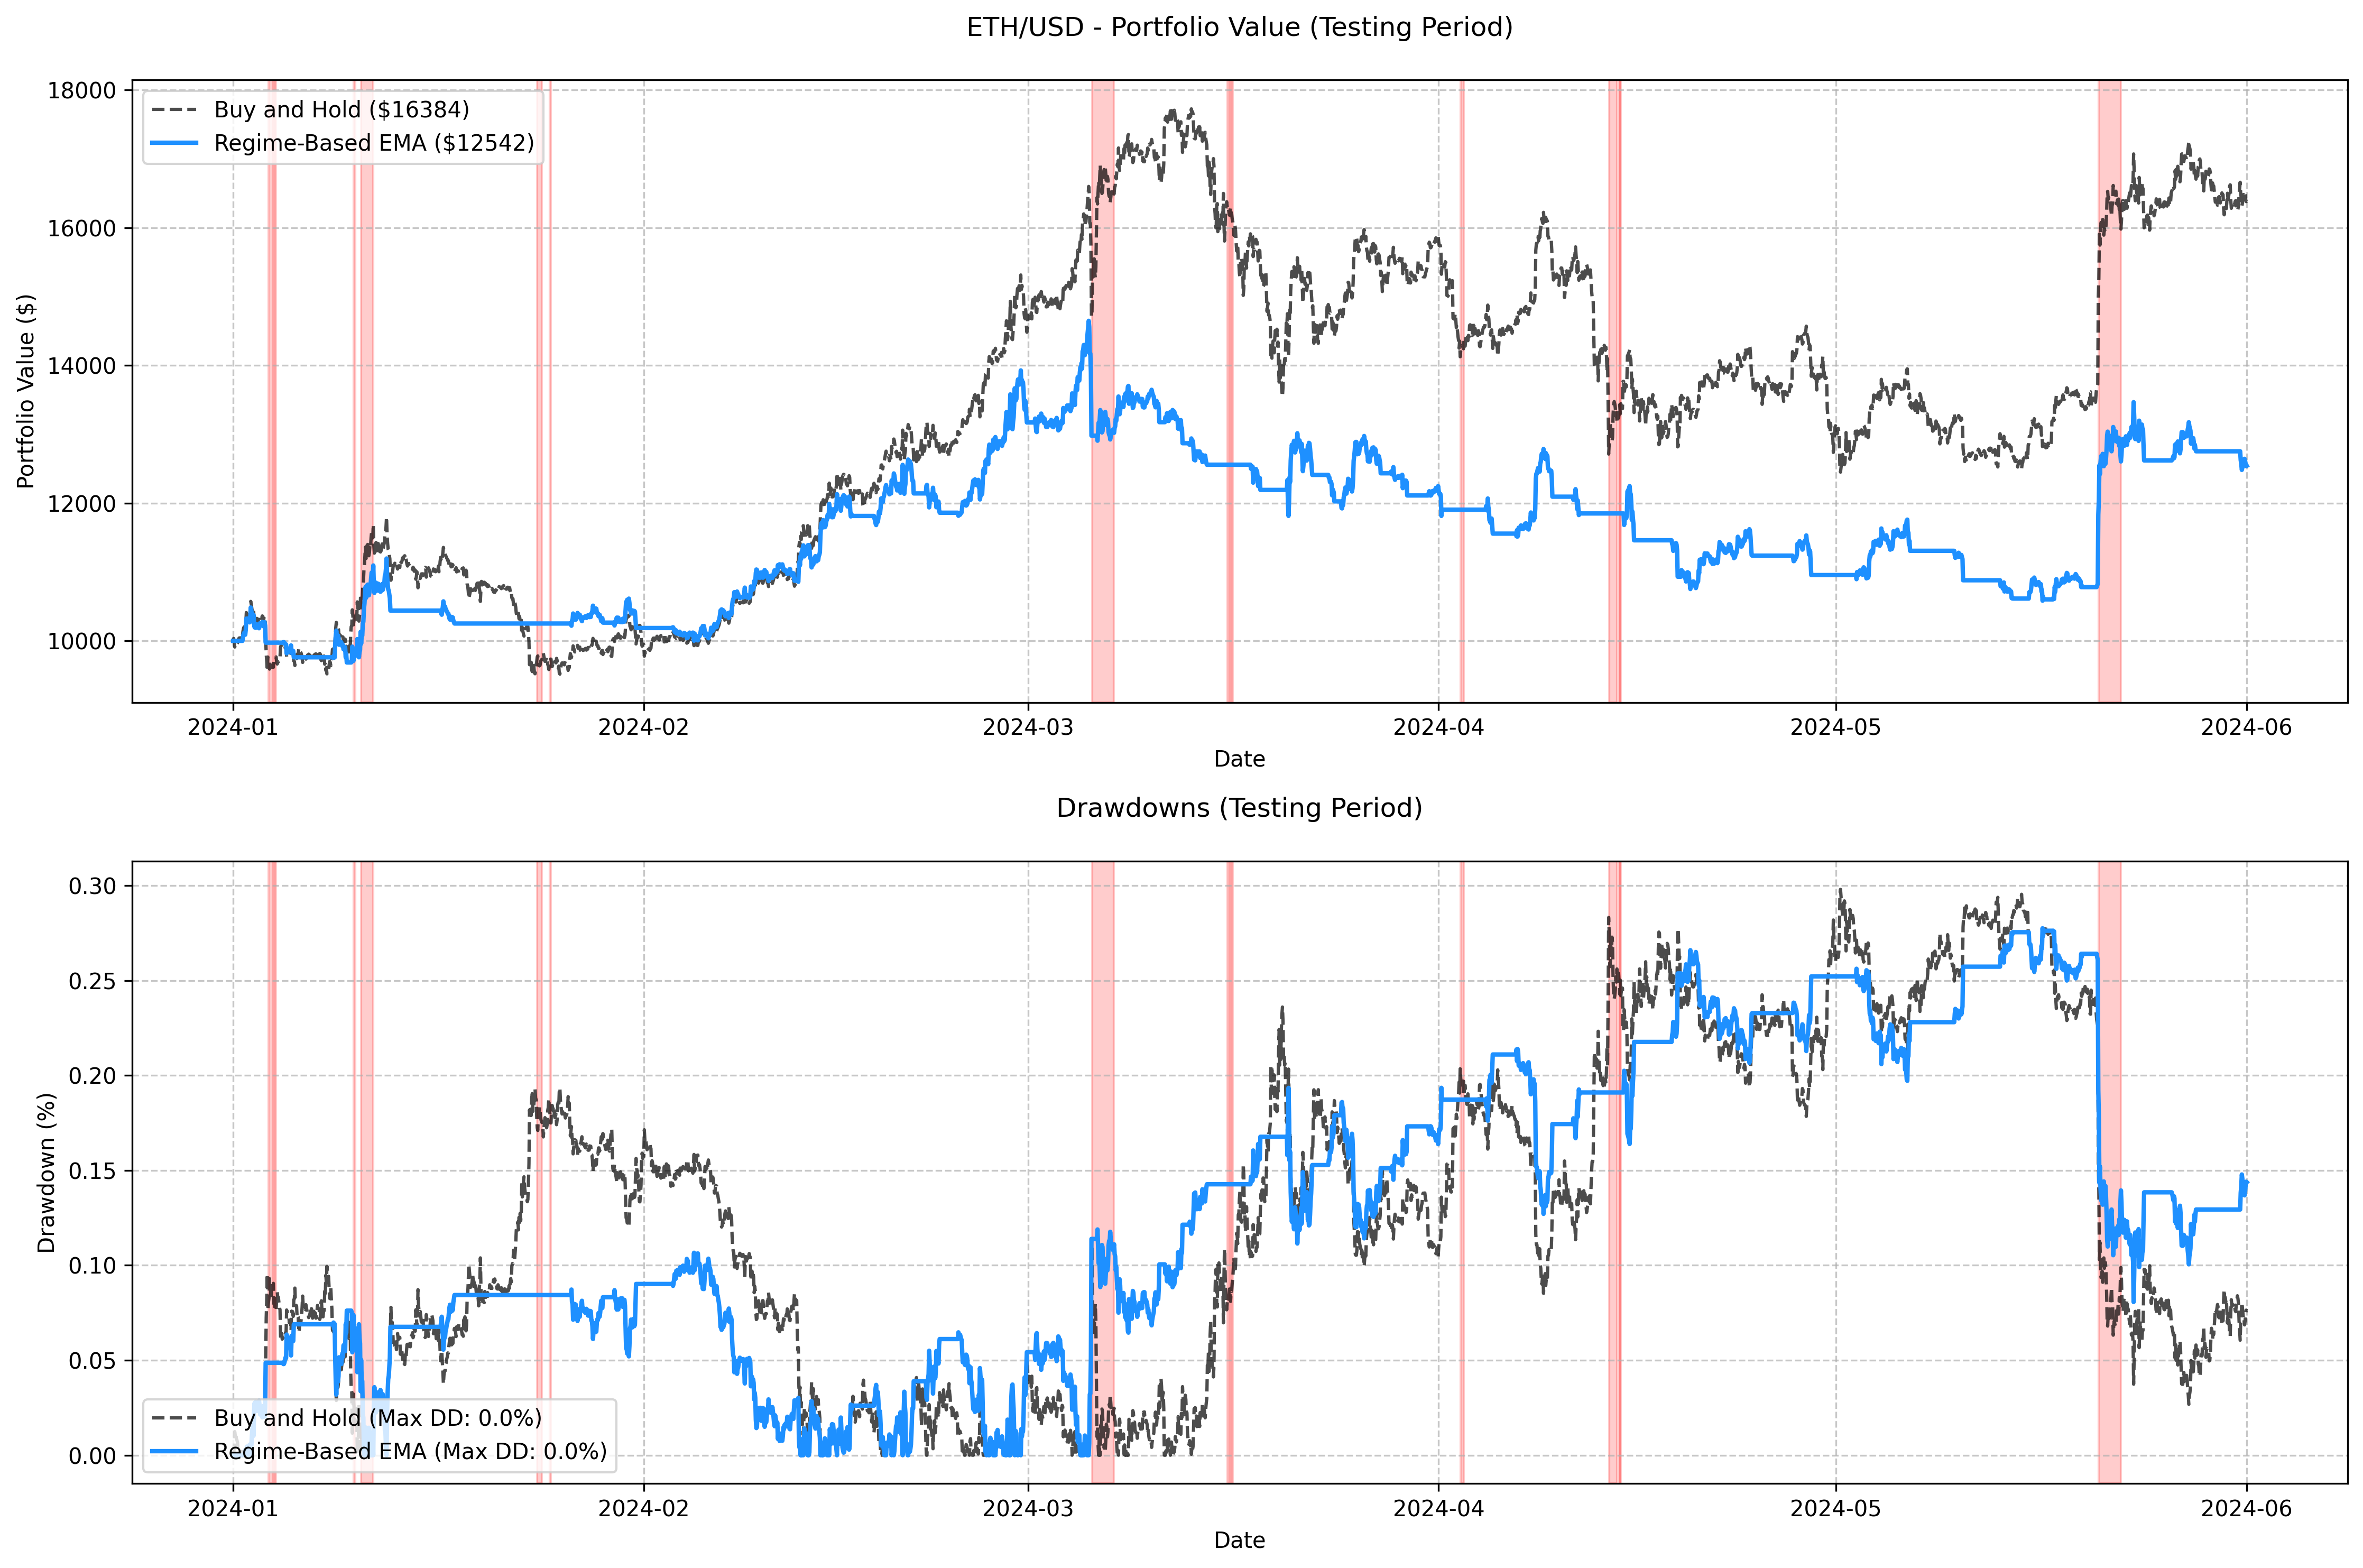 ETH/USD - Portfolio Value (Testing Period)
18000
16000
14000
12000
10000
Portfolio Value ($)
Buy and Hold ($16384)
Regime-Based EMA ($12542)
2024-01
2024-02
2024-03
2024-04
2024-05
2024-06
Date
Drawdowns (Testing Period)
0.30
0.25
0.20
0.15
0.10
0.05
0.00
Drawdown (%)
Buy and Hold (Max DD: 0.0%)
Regime-Based EMA (Max DD: 0.0%)
2024-01
2024-02
2024-03
2024-04
2024-05
2024-06
Date